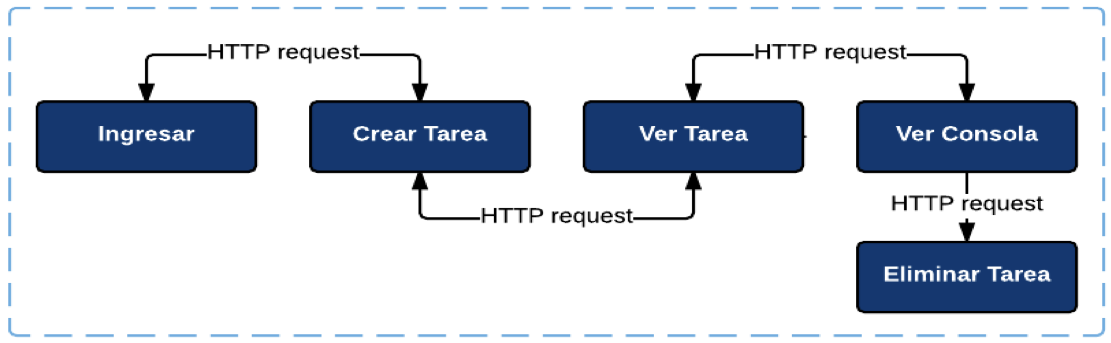 HTTP request
HTTP request
Ingresar
Crear Tarea
Ver Tarea
Ver Consola
HTTP request
HTTP request
Eliminar Tarea